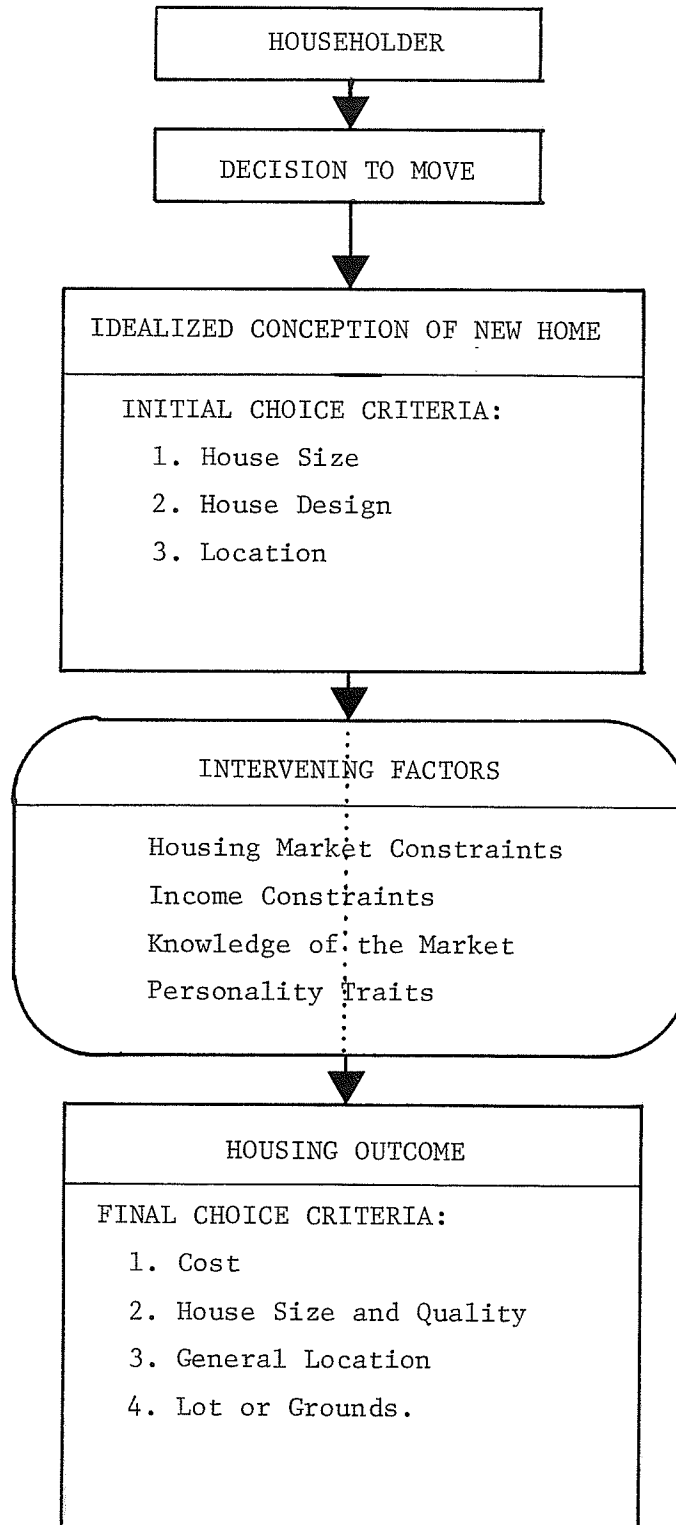 HOUSEHOLDER
DECISION TO MOVE
IDEALIZED CONCEPTION OF NEW HOME
INITIAL CHOICE CRITERIA:
1. House Size
2. House Design
3. Location
INTERVENING FACTORS
Housing Market Constraints
Income Constraints
Knowledge of the Market
Personality Traits
HOUSING OUTCOME
FINAL CHOICE CRITERIA:
1. Cost
2. House Size and Quality
3. General Location
4. Lot or Grounds.